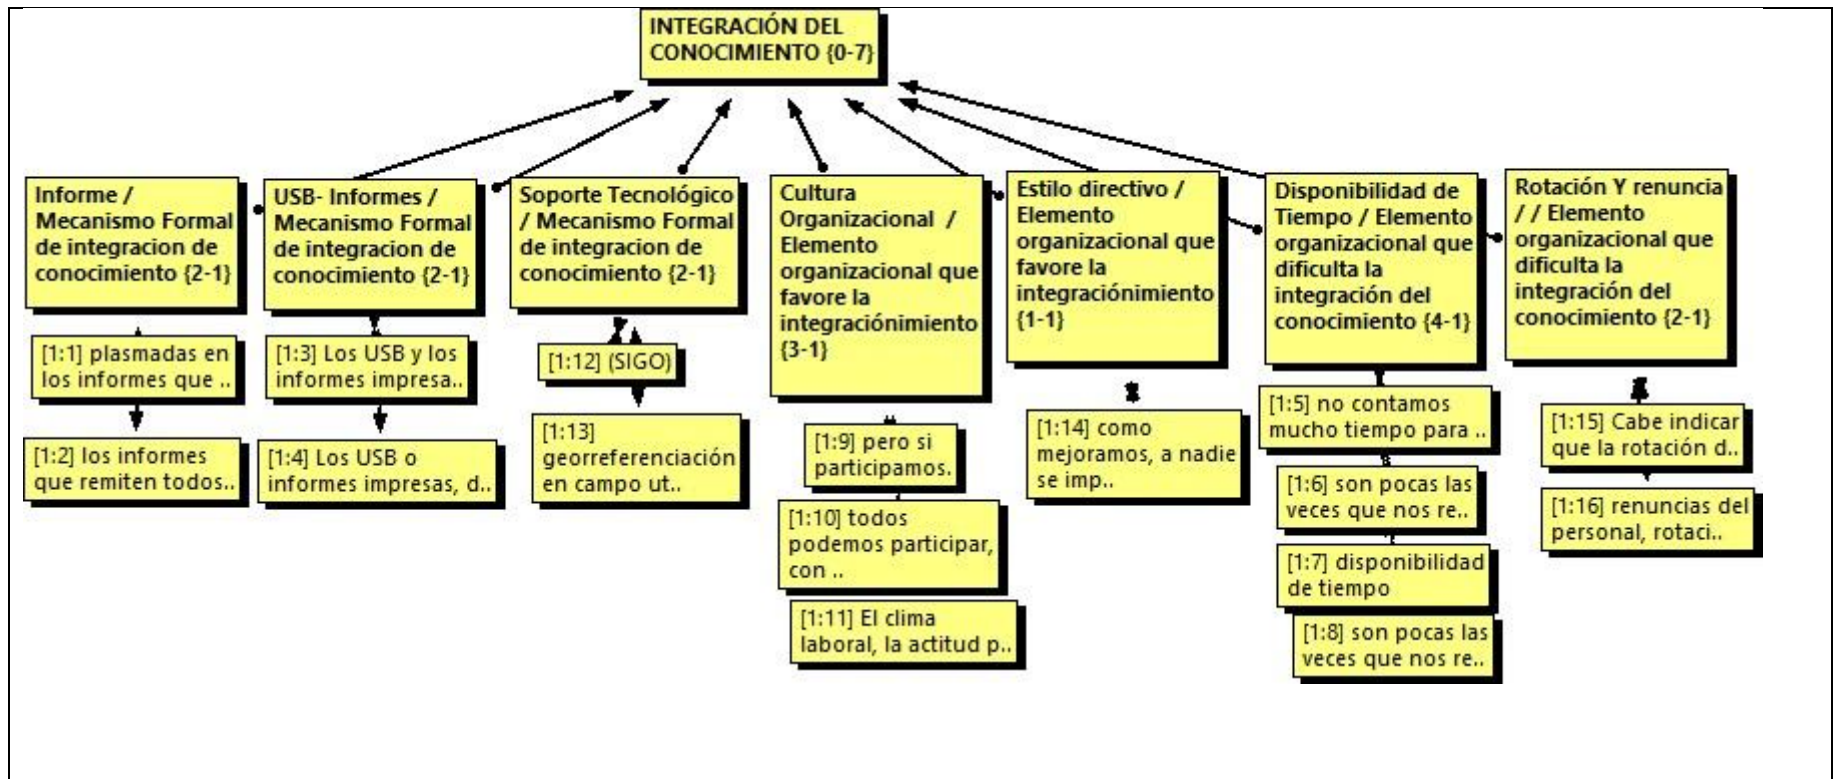 INTEGRACIÓN DEL
CONOCIMIENTO {0-7}
Informe /
Mecanismo Formal
de integracion de
conocimiento {2-1}
[1:1] plasmadas en
los informes que ..
[1:2] los informes
que remiten todos..
USB- Informes /
Mecanismo Formal
de integracion de
conocimiento {2-1}
[1:3] Los USB y los
informes impresa..
[1:4] Los USB o
informes impresas, d..
Soporte Tecnológico
/ Mecanismo Formal
de integracion de
conocimiento {2-1}
[1:12] (SIGO)
[1:13]
georreferenciación
en campo ut..
Cultura
Organizacional /
Elemento
organizacional que
favore la
integraciónimiento
{3-1}
[1:9] pero si
participamos.
[1:10] todos
podemos participar,
con ..
[1:11] El clima
laboral, la actitud p..
Estilo directivo /
Elemento
organizacional que
favore la
integraciónimiento
{1-1}
[1:14] como
mejoramos, a nadie
se imp..
Disponibilidad de
Tiempo / Elemento
organizacional que
dificulta la
integración del
conocimiento {4-1}
[1:5] no contamos
mucho tiempo para ..
[1:6] son pocas las
veces que nos re..
[1:7] disponibilidad
de tiempo
[1:8] son pocas las
veces que nos re..
Rotación Y renuncia
/ / Elemento
organizacional que
dificulta la
integración del
conocimiento {2-1}
[1:15] Cabe indicar
que la rotación d..
[1:16] renuncias del
personal, rotaci..